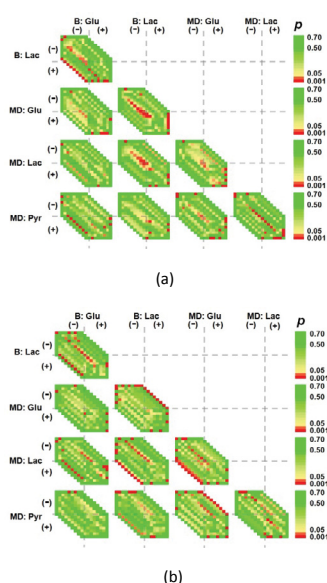 B: Glu B: Lac MD: Glu MD: Lac
(-) (+) (-) (+) (-) (+) (-) (+) p
B: Lac (-) (+) 0.70 0.50 0.05 0.001
MD: Glu (-) (+) 0.70 0.50 0.05 0.001
MD: Lac (-) (+) 0.70 0.50 0.05 0.001
MD: Pyr (-) (+) 0.70 0.50 0.05 0.001
(a)
B: Glu B: Lac MD: Glu MD: Lac
(-) (+) (-) (+) (-) (+) (-) (+) p
B: Lac (-) (+) 0.70 0.50 0.05 0.001
MD: Glu (-) (+) 0.70 0.50 0.05 0.001
MD: Lac (-) (+) 0.70 0.50 0.05 0.001
MD: Pyr (-) (+) 0.70 0.50 0.05 0.001
(b)